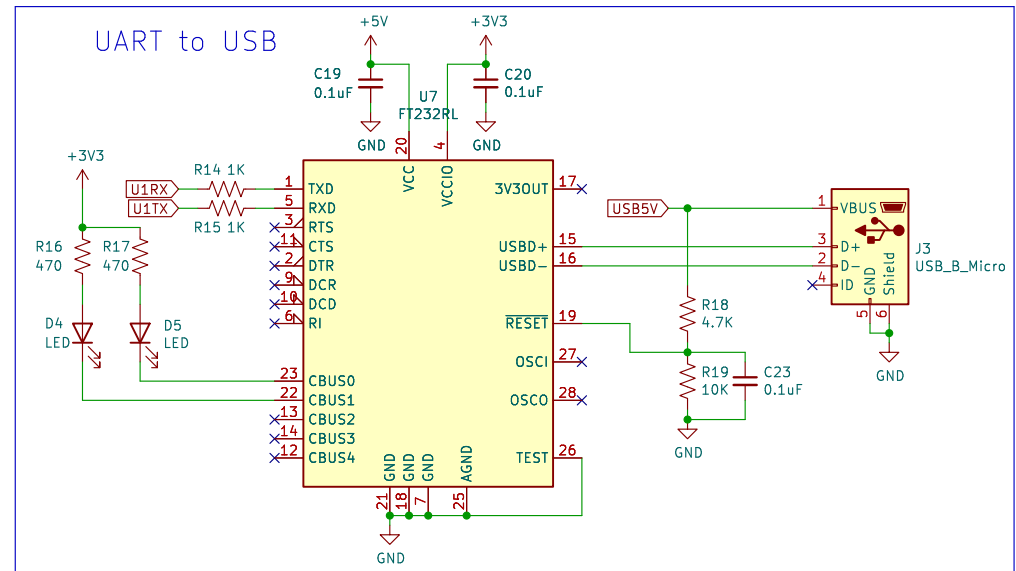 UART to USB
+5V
+3V3
C19
0.1uF
C20
0.1uF
U7
FT232RL
GND
GND
20
4
VCC
VCCIO
+3V3
R14 1K
U1RX
U1TX
R15 1K
1 TXD
5 RXD
3 RTS
11 CTS
2 DTR
9 DCR
10 DCD
6 RI
23 CBUS0
22 CBUS1
13 CBUS2
14 CBUS3
12 CBUS4
R16
470
R17
470
D4
LED
D5
LED
3V3OUT 17
USBD+ 15
USBD- 16
RESET 19
OSCI 27
OSCO 28
TEST 26
GND
GND
GND
AGND
21
18
7
25
GND
USB5V
R18
4.7K
R19
10K
C23
0.1uF
GND
1 VBUS
3 D+
2 D-
4 ID
GND
Shield
5
6
J3
USB_B_Micro
GND